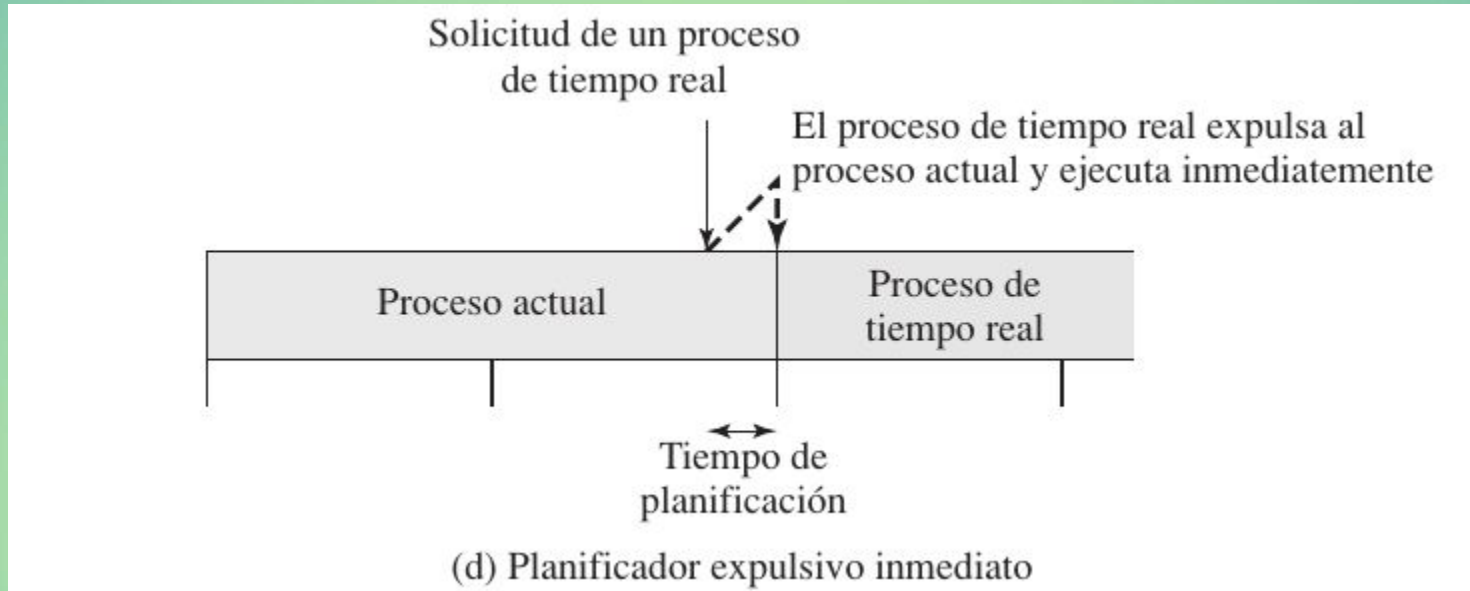 Solicitud de un proceso
de tiempo real
El proceso de tiempo real expulsa al
proceso actual y ejecuta inmediatemente
Proceso actual
Proceso de
tiempo real
Tiempo de
planificación
(d) Planificador expulsivo inmediato